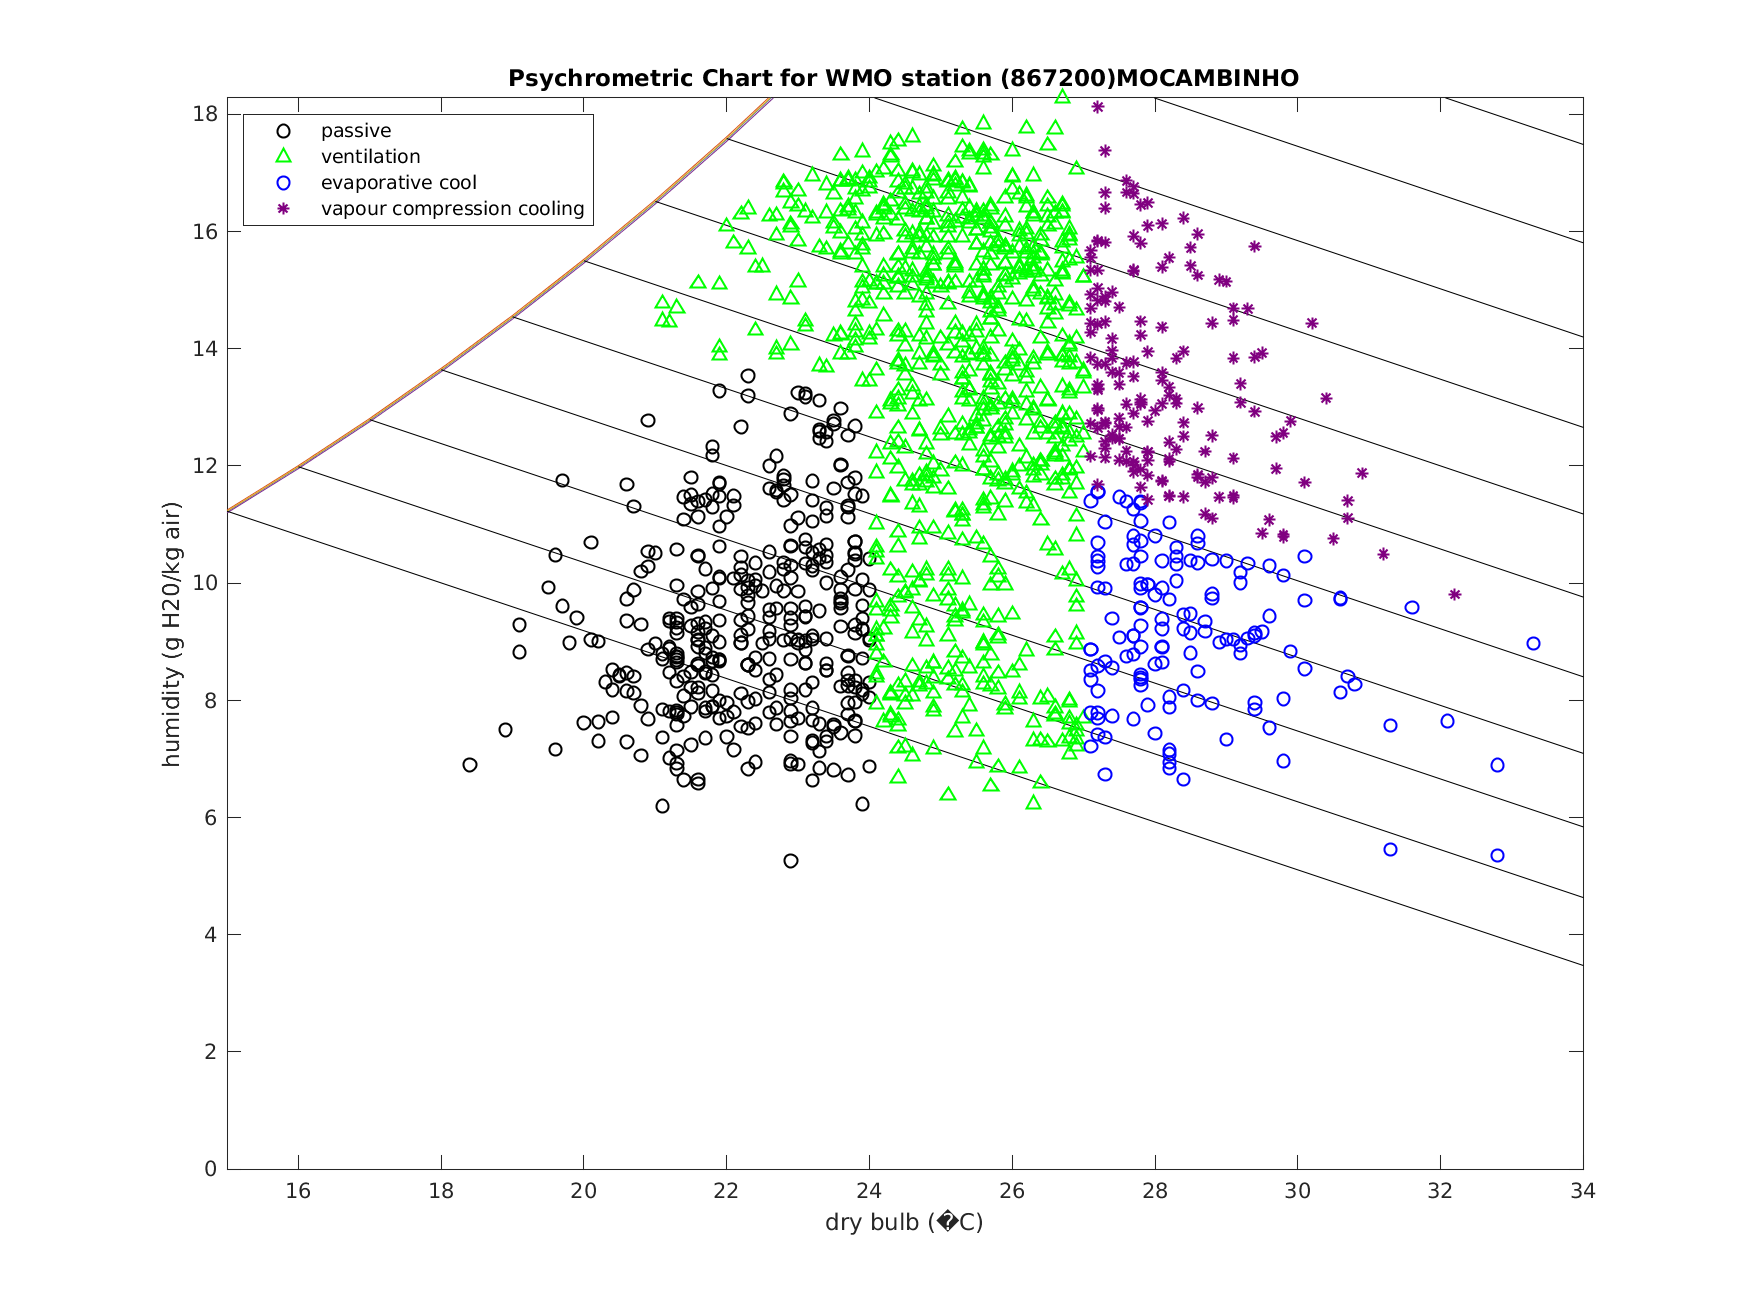 Psychrometric Chart for WMO station (867200)MOCAMBINHO
passive
ventilation
evaporative cool
vapour compression cooling
humidity (g H20/kg air)
18
16
14
12
10
8
6
4
2
0
16 18 20 22 24 26 28 30 32 34
dry bulb (�C)